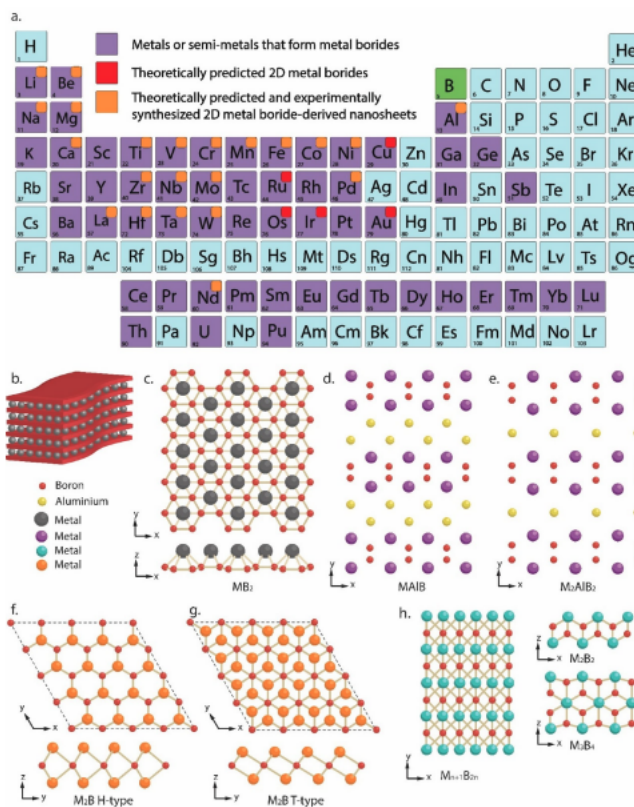 a.
H Metals or semi-metals that form metal borides He
Theoretically predicted 2D metal borides
Li Be B C N O F Ne
Theoretically predicted and experimentally
synthesized 2D metal boride-derived nanosheets
Na Mg Al Si P S Cl Ar
K Ca Sc Ti V Cr Mn Fe Co Ni Cu Zn Ga Ge As Se Br Kr
Rb Sr Y Zr Nb Mo Tc Ru Rh Pd Ag Cd In Sn Sb Te I Xe
Cs Ba La Hf Ta W Re Os Ir Pt Au Hg Tl Pb Bi Po At Rn
Fr Ra Ac Rf Db Sg Bh Hs Mt Ds Rg Cn Nh Fl Mc Lv Ts Og
Ce Pr Nd Pm Sm Eu Gd Tb Dy Ho Er Tm Yb Lu
Th Pa U Np Pu Am Cm Bk Cf Es Fm Md No Lr
b.
Boron
Aluminium
Metal
Metal
Metal
Metal
c.
y
x
z
x
MB₂
d.
y
x
MAlB
e.
y
x
M₂AlB₂
f.
y
x
z
x
M₂B H-type
g.
y
x
z
x
M₂B T-type
h.
y
x
Mₙ₊₁B₂ₙ
z
x
M₂B₂
z
x
M₃B₄